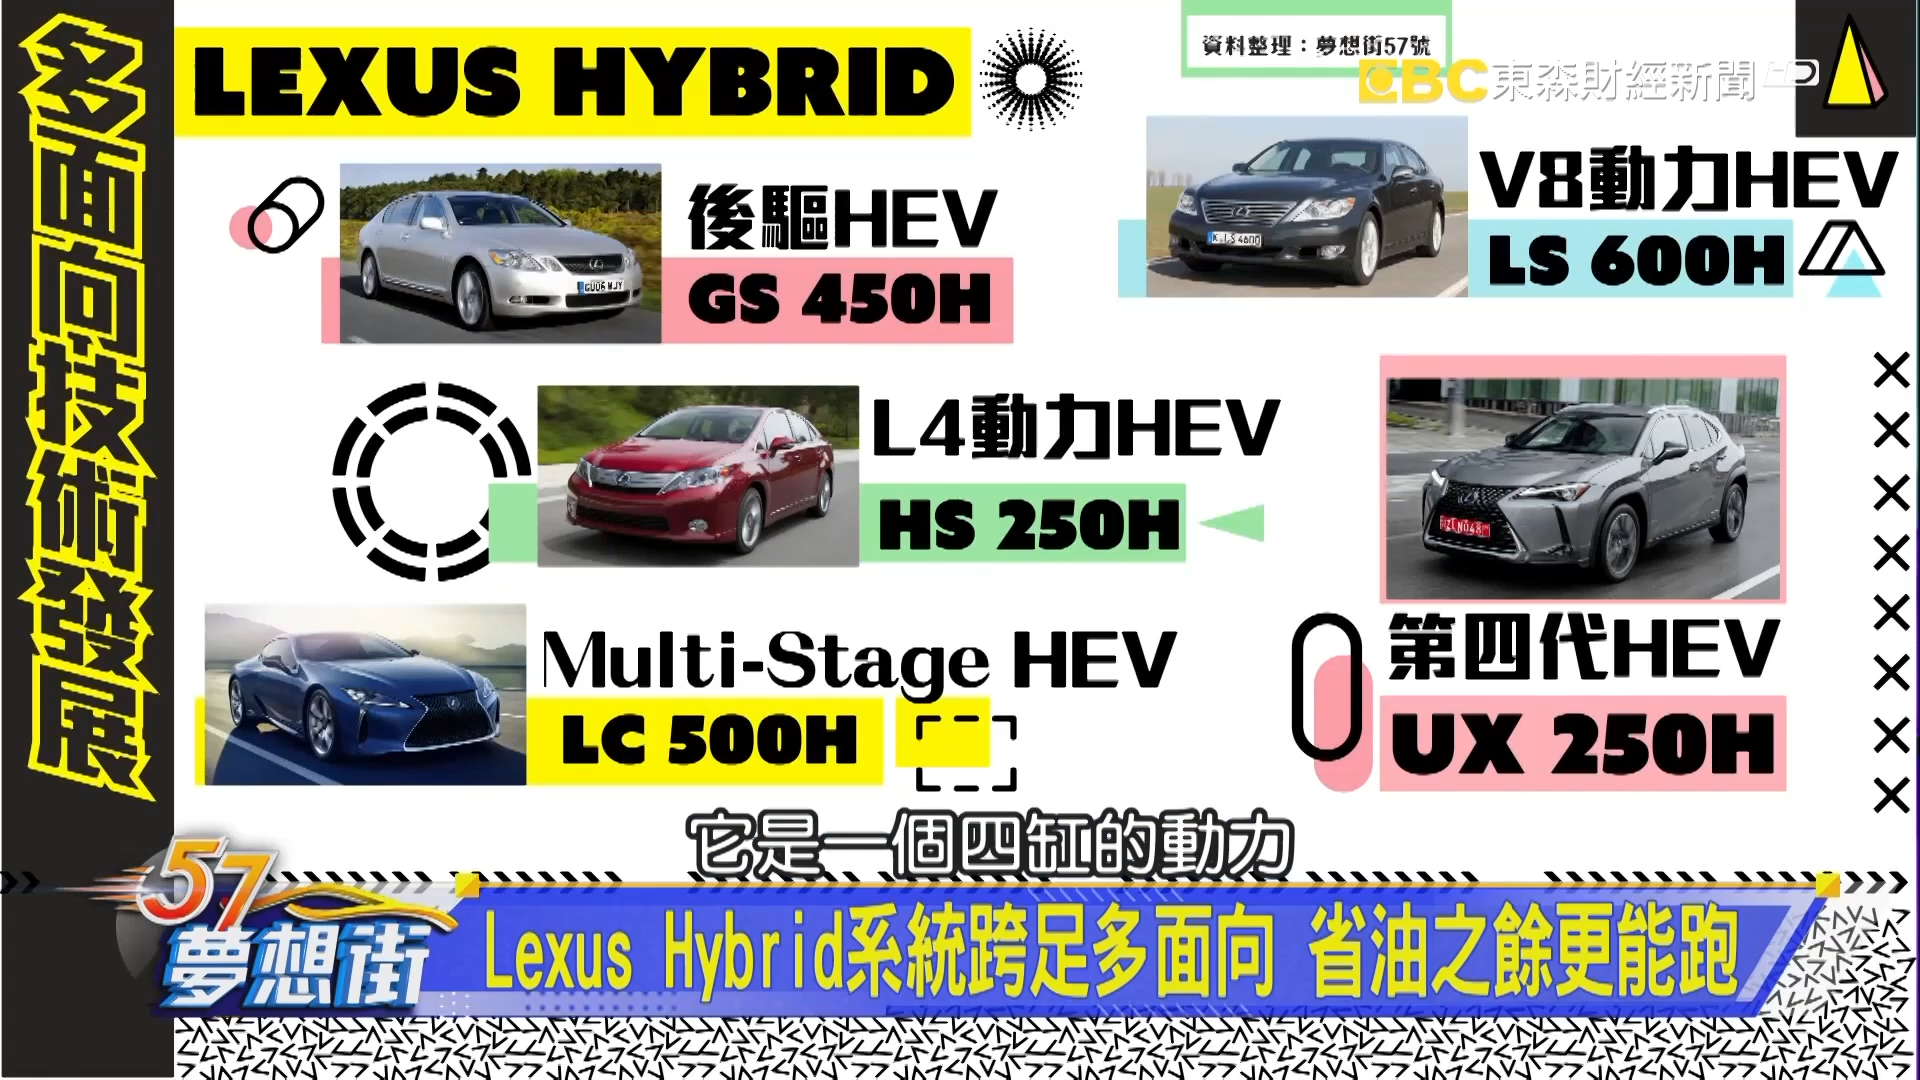 多面向技術發展
LEXUS HYBRID
資料整理：夢想街57號
EBC東森財經新聞
後驅HEV
GS 450H
GU06 WJY
V8動力HEV
LS 600H
K LS 4600
L4動力HEV
HS 250H
Multi-Stage HEV
LC 500H
第四代HEV
UX 250H
它是一個四缸的動力
57
夢想街
Lexus Hybrid系統跨足多面向 省油之餘更能跑